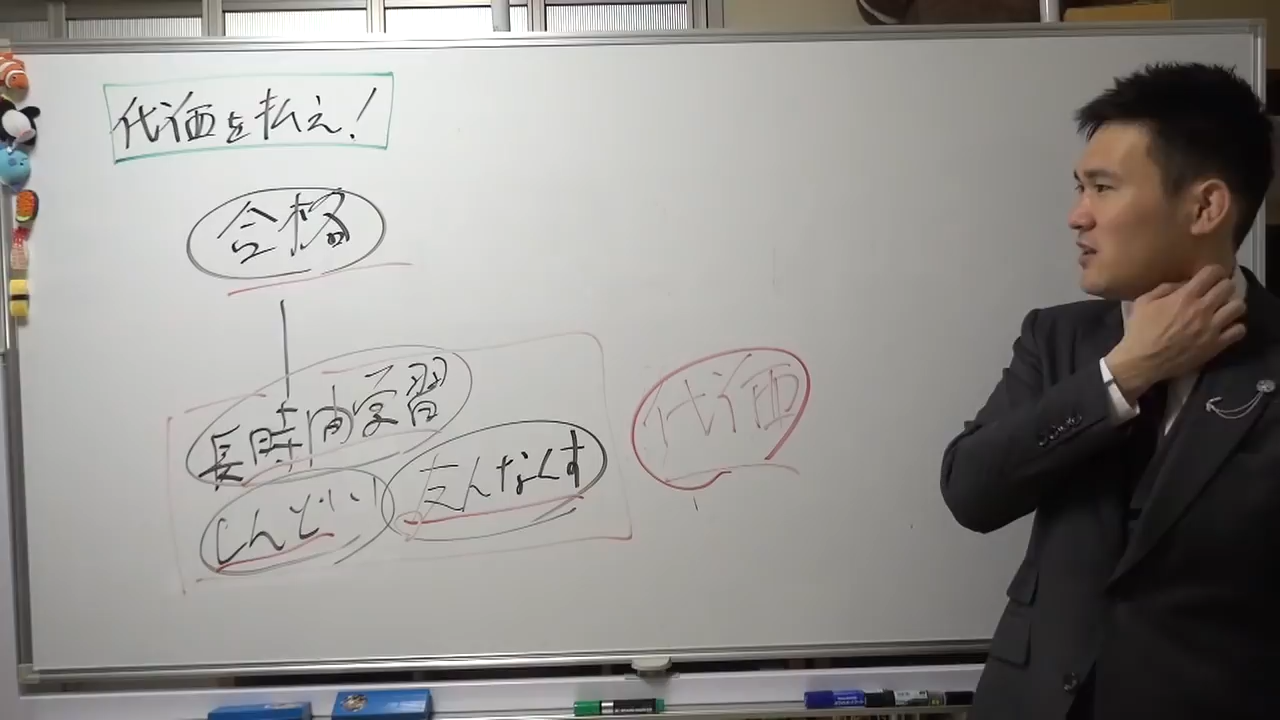 代価を払え!
合格
長時間学習
代価
しんどい
友人なくす